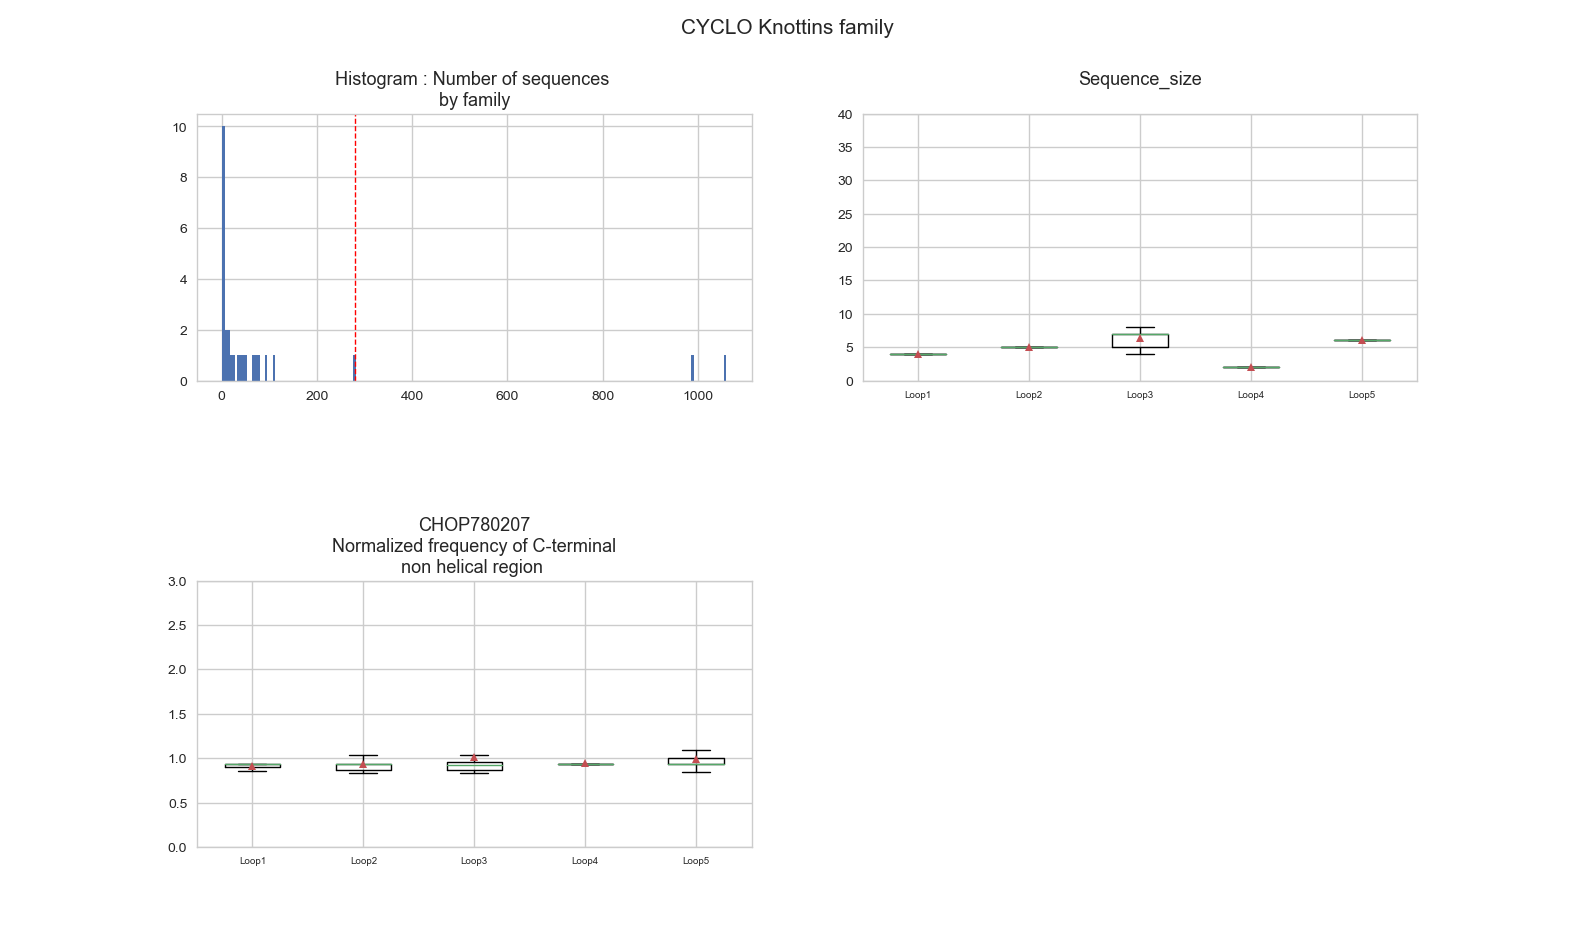 CYCLO Knottins family
Histogram : Number of sequences
by family
10
8
6
4
2
0
0 200 400 600 800 1000
Sequence_size
40
35
30
25
20
15
10
5
0
Loop1 Loop2 Loop3 Loop4 Loop5
CHOP780207
Normalized frequency of C-terminal
non helical region
3.0
2.5
2.0
1.5
1.0
0.5
0.0
Loop1 Loop2 Loop3 Loop4 Loop5